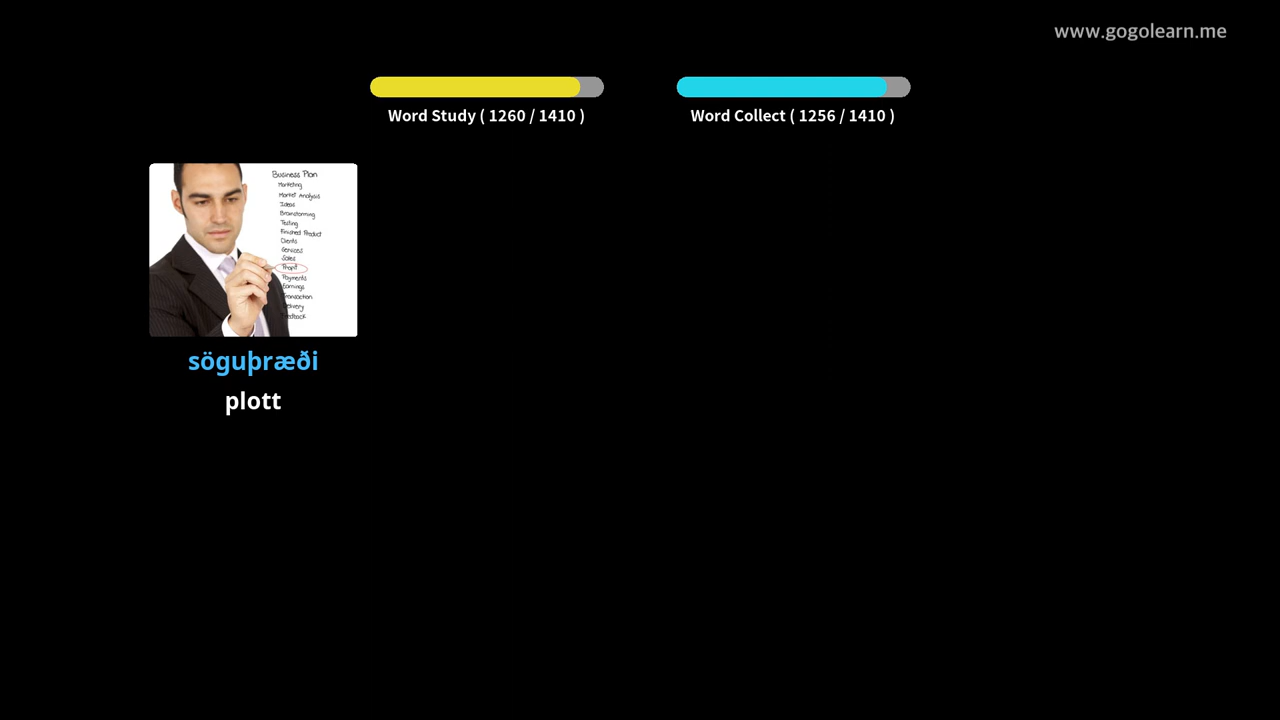 www.gogolearn.me
Word Study ( 1260 / 1410 )
Word Collect ( 1256 / 1410 )
Business Plan
Marketing
Market Analysis
Ideas
Brainstorming
Testing
Finished Product
Clients
Services
Sales
Profit
Payments
Earnings
Transaction
Delivery
Feedback
söguþræði
plott